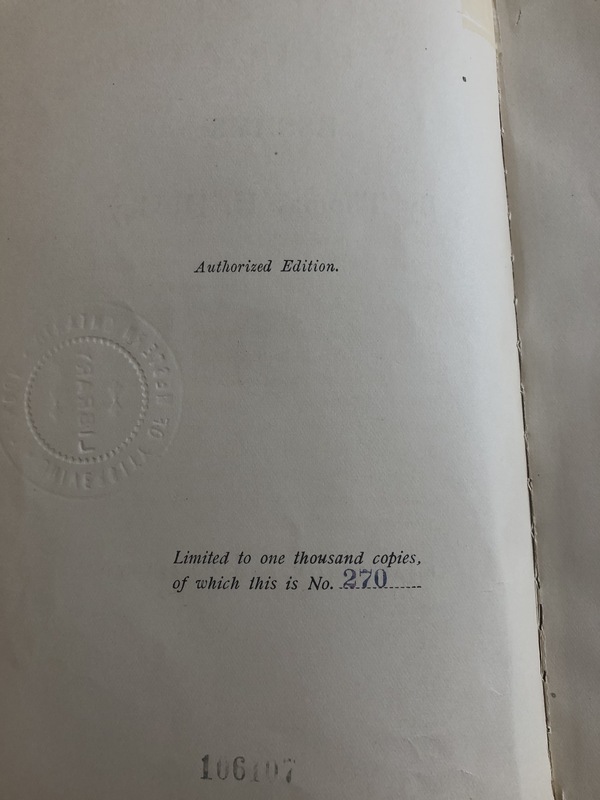 Authorized Edition.
Limited to one thousand copies,
of which this is No. 270
106107